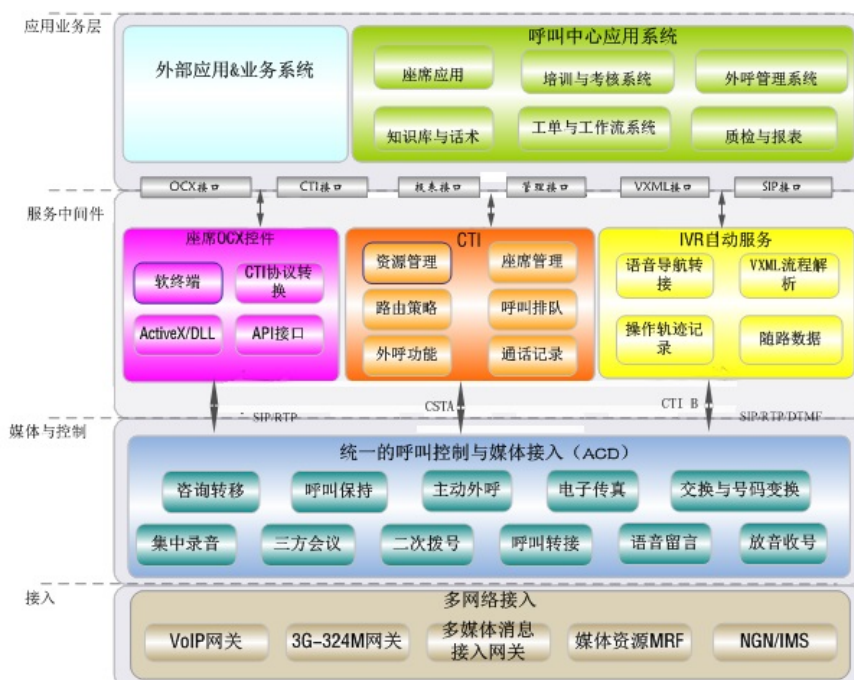 应用业务层
外部应用&业务系统
呼叫中心应用系统
座席应用
培训与考核系统
外呼管理系统
知识库与话术
工单与工作流系统
质检与报表
OCX接口
CTI接口
报表接口
管理接口
VXML接口
SIP接口
服务中间件
座席OCX控件
软终端
CTI协议转
换
ActiveX/DLL
API接口
CTI
资源管理
座席管理
路由策略
呼叫排队
外呼功能
通话记录
IVR自动服务
语音导航转
接
VXML流程解
析
操作轨迹记
录
随路数据
SIP/RTP
CSTA
CTI B
SIP/RTP/DTMF
媒体与控制
统一的呼叫控制与媒体接入（ACD）
咨询转移
呼叫保持
主动外呼
电子传真
交换与号码变换
集中录音
三方会议
二次拨号
呼叫转接
语音留言
放音收号
接入
多网络接入
VoIP网关
3G-324M网关
多媒体消息
接入网关
媒体资源MRF
NGN/IMS